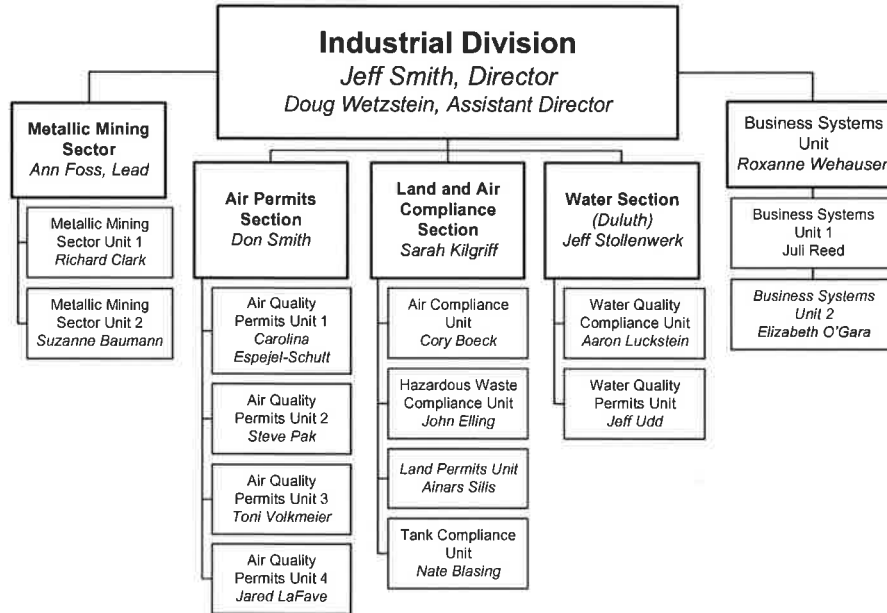 Industrial Division
Jeff Smith, Director
Doug Wetzstein, Assistant Director
Metallic Mining
Sector
Ann Foss, Lead
Metallic Mining
Sector Unit 1
Richard Clark
Metallic Mining
Sector Unit 2
Suzanne Baumann
Air Permits
Section
Don Smith
Air Quality
Permits Unit 1
Carolina
Espejel-Schutt
Air Quality
Permits Unit 2
Steve Pak
Air Quality
Permits Unit 3
Toni Volkmeier
Air Quality
Permits Unit 4
Jared LaFave
Land and Air
Compliance
Section
Sarah Kilgriff
Air Compliance
Unit
Cory Boeck
Hazardous Waste
Compliance Unit
John Elling
Land Permits Unit
Ainars Silis
Tank Compliance
Unit
Nate Blasing
Water Section
(Duluth)
Jeff Stollenwerk
Water Quality
Compliance Unit
Aaron Luckstein
Water Quality
Permits Unit
Jeff Udd
Business Systems
Unit
Roxanne Wehauser
Business Systems
Unit 1
Juli Reed
Business Systems
Unit 2
Elizabeth O'Gara